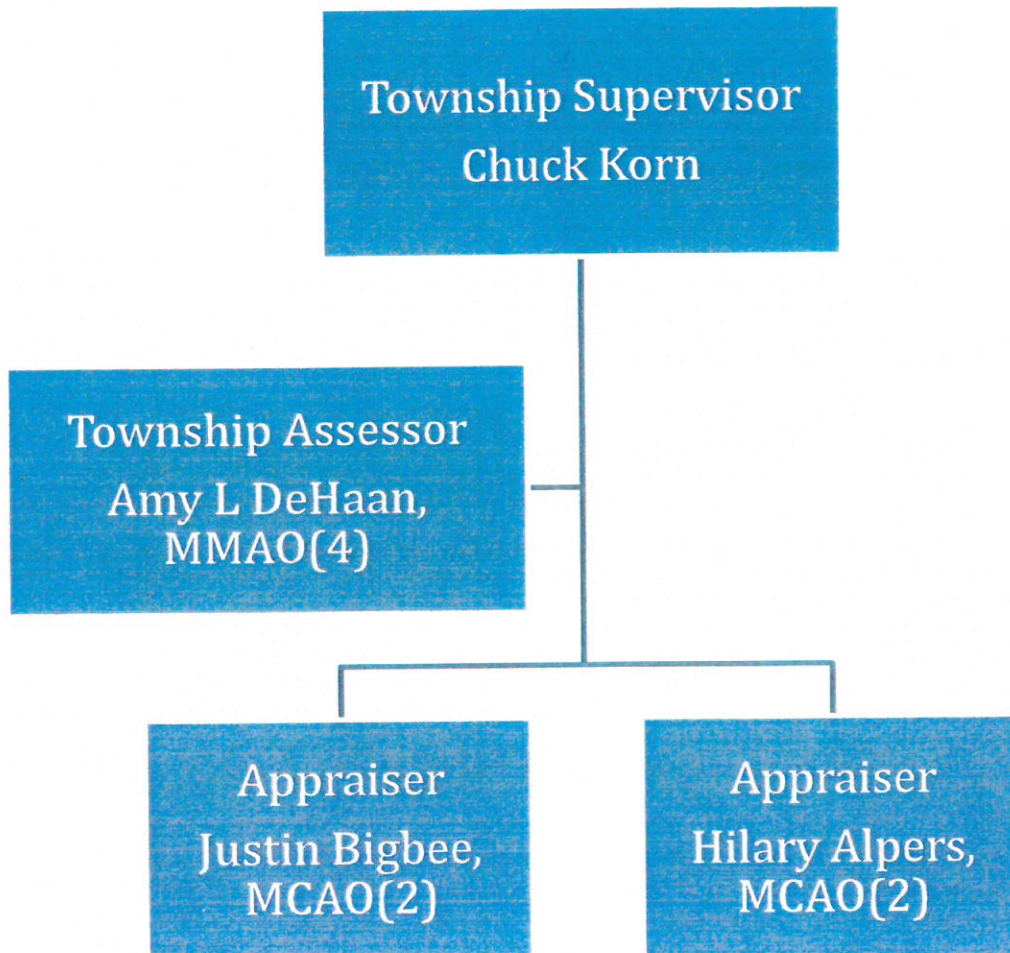 Township Supervisor
Chuck Korn
Township Assessor
Amy L DeHaan,
MMAO(4)
Appraiser
Justin Bigbee,
MCAO(2)
Appraiser
Hilary Alpers,
MCAO(2)